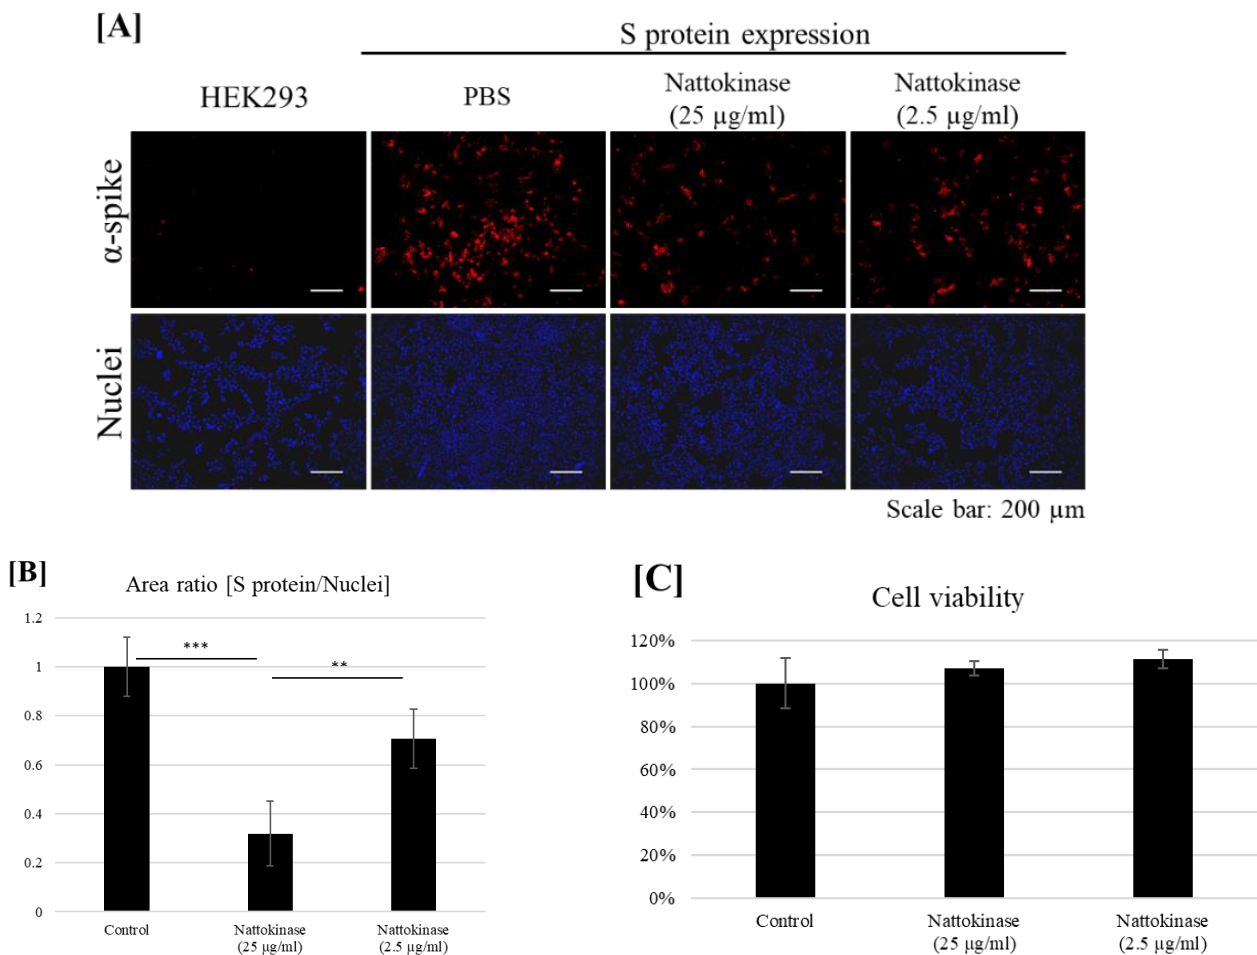 [A]
S protein expression
HEK293
PBS
Nattokinase
(25 µg/ml)
Nattokinase
(2.5 µg/ml)
α-spike
Nuclei
Scale bar: 200 µm
[B]
Area ratio [S protein/Nuclei]
1.2
1
0.8
0.6
0.4
0.2
0
***
**
Control
Nattokinase
(25 µg/ml)
Nattokinase
(2.5 µg/ml)
[C]
Cell viability
120%
100%
80%
60%
40%
20%
0%
Control
Nattokinase
(25 µg/ml)
Nattokinase
(2.5 µg/ml)